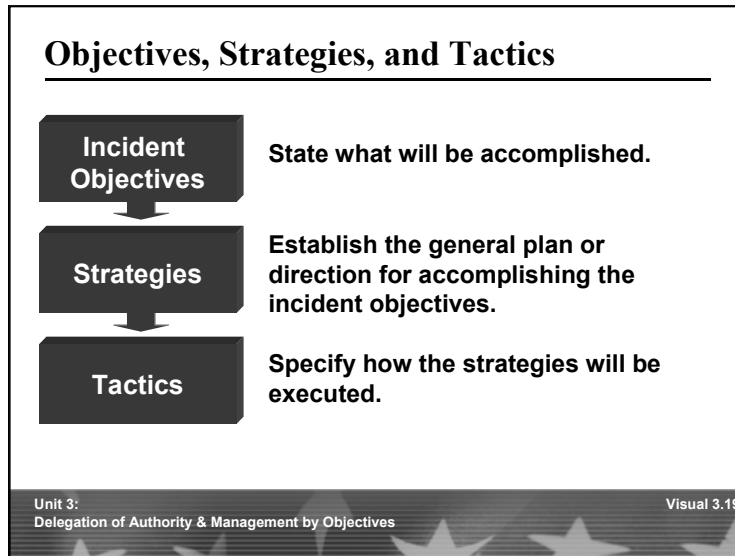 Objectives, Strategies, and Tactics
Incident
Objectives
State what will be accomplished.
Strategies
Establish the general plan or
direction for accomplishing the
incident objectives.
Tactics
Specify how the strategies will be
executed.
Unit 3:
Delegation of Authority & Management by Objectives
Visual 3.19